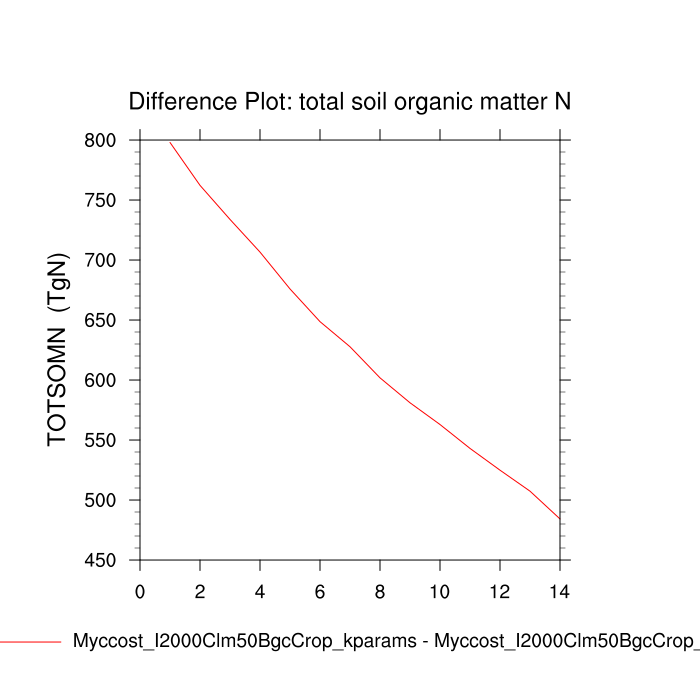 Difference Plot: total soil organic matter N
TOTSOMN (TgN)
800
750
700
650
600
550
500
450
0 2 4 6 8 10 12 14
Myccost_I2000Clm50BgcCrop_kparams - Myccost_I2000Clm50BgcCrop_